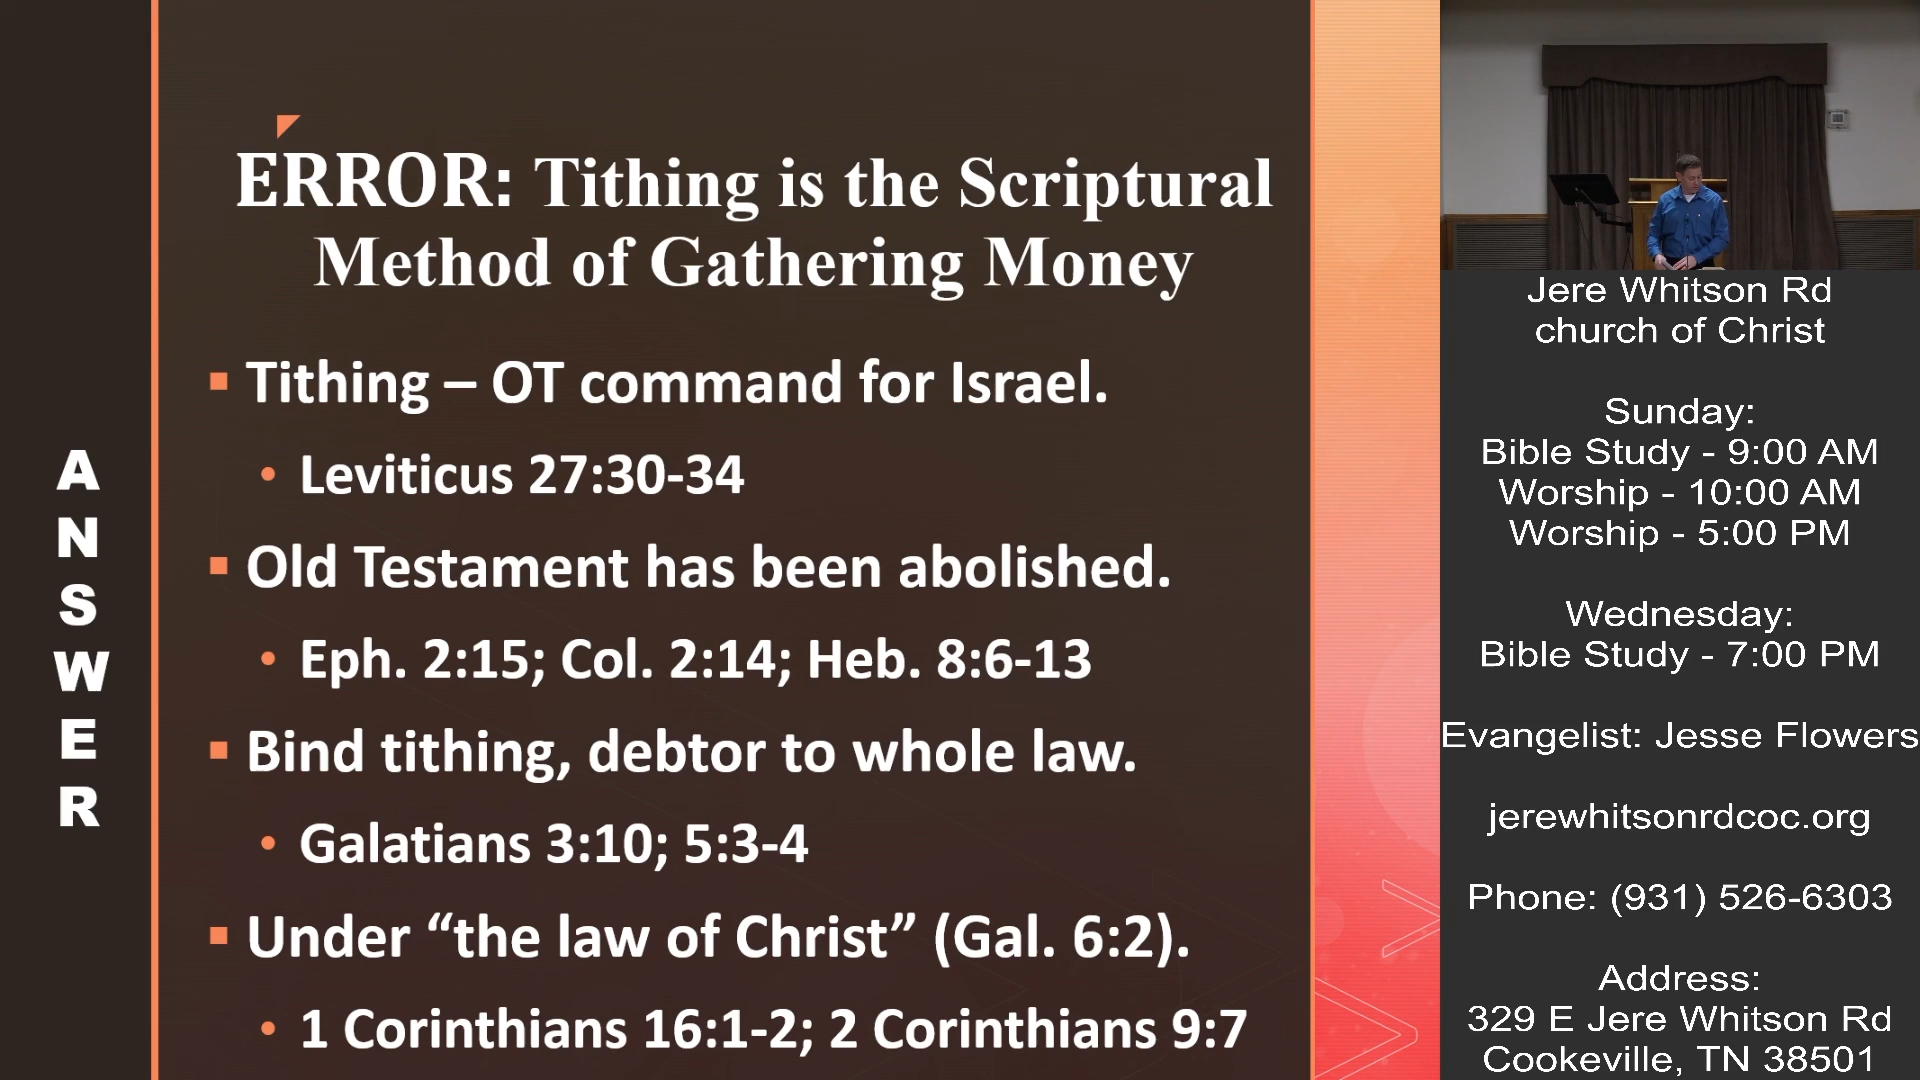 ANSWER
ERROR: Tithing is the Scriptural
Method of Gathering Money
Tithing – OT command for Israel.
Leviticus 27:30-34
Old Testament has been abolished.
Eph. 2:15; Col. 2:14; Heb. 8:6-13
Bind tithing, debtor to whole law.
Galatians 3:10; 5:3-4
Under “the law of Christ” (Gal. 6:2).
1 Corinthians 16:1-2; 2 Corinthians 9:7
Jere Whitson Rd
church of Christ
Sunday:
Bible Study - 9:00 AM
Worship - 10:00 AM
Worship - 5:00 PM
Wednesday:
Bible Study - 7:00 PM
Evangelist: Jesse Flowers
jerewhitsonrdcoc.org
Phone: (931) 526-6303
Address:
329 E Jere Whitson Rd
Cookeville, TN 38501